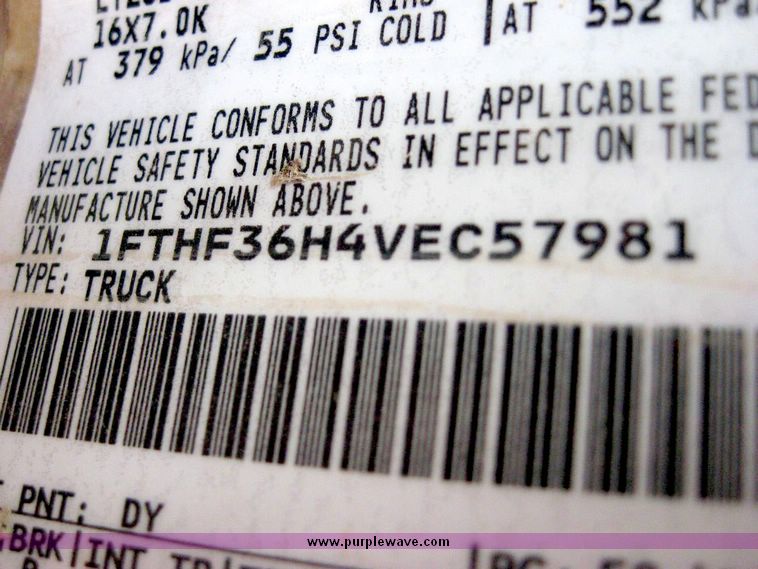 16X7.0K
AT 379 kPa/ 55 PSI COLD | AT 552 kPa
THIS VEHICLE CONFORMS TO ALL APPLICABLE FED
VEHICLE SAFETY STANDARDS IN EFFECT ON THE D
MANUFACTURE SHOWN ABOVE.
VIN: 1FTHF36H4VEC57981
TYPE: TRUCK
PNT: DY
BRK | INT
www.purplewave.com